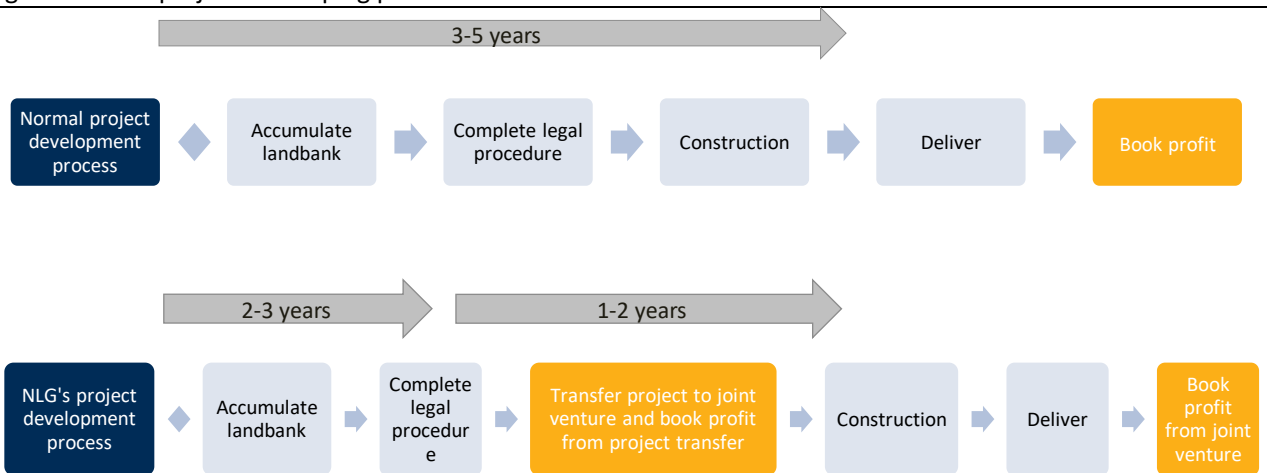 3-5 years
Normal project
development
process
Accumulate
landbank
Complete legal
procedure
Construction
Deliver
Book profit
2-3 years
1-2 years
NLG's project
development
process
Accumulate
landbank
Complete
legal
procedur
e
Transfer project to joint
venture and book profit
from project transfer
Construction
Deliver
Book
profit
from joint
venture